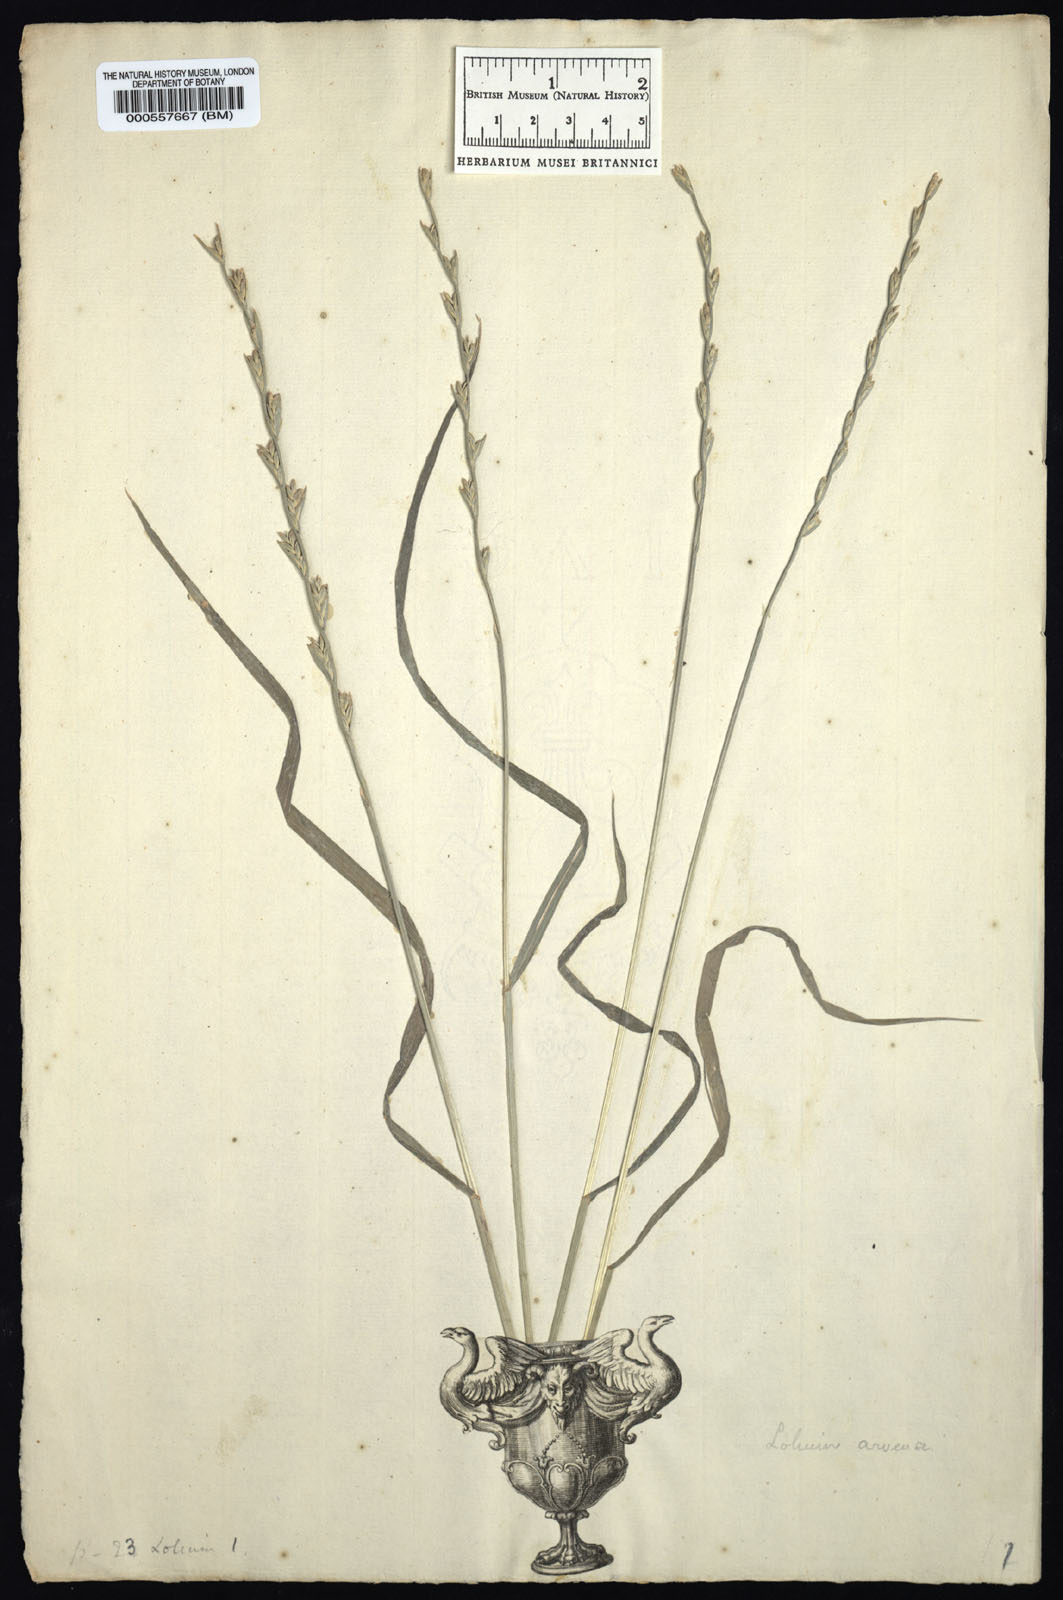 THE NATURAL HISTORY MUSEUM, LONDON
DEPARTMENT OF BOTANY
000557667 (BM)
1 2
BRITISH MUSEUM (NATURAL HISTORY)
1 2 3 4 5
HERBARIUM MUSEI BRITANNICI
Lolium arvense
23 Lolium 1.
1